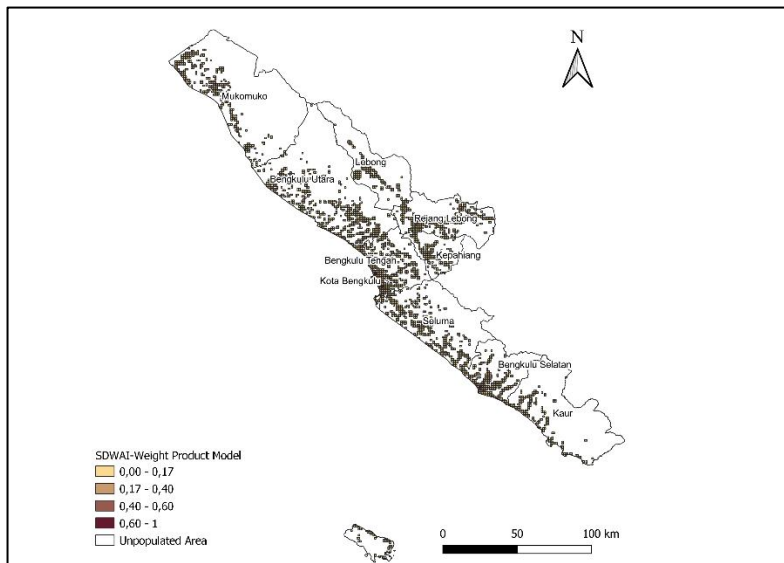 N
Mukomuko
Lebong
Bengkulu Utara
Rejang Lebong
Kepahiang
Bengkulu Tengah
Kota Bengkulu
Seluma
Bengkulu Selatan
Kaur
SDWAI-Weight Product Model
0,00 - 0,17
0,17 - 0,40
0,40 - 0,60
0,60 - 1
Unpopulated Area
0 50 100 km